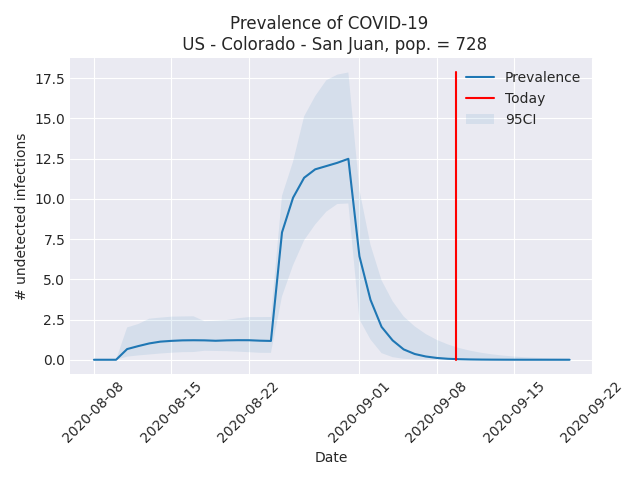 Prevalence of COVID-19
US - Colorado - San Juan, pop. = 728
17.5
15.0
12.5
10.0
7.5
5.0
2.5
0.0
# undetected infections
Prevalence
Today
95CI
2020-08-08
2020-08-15
2020-08-22
2020-09-01
2020-09-08
2020-09-15
2020-09-22
Date